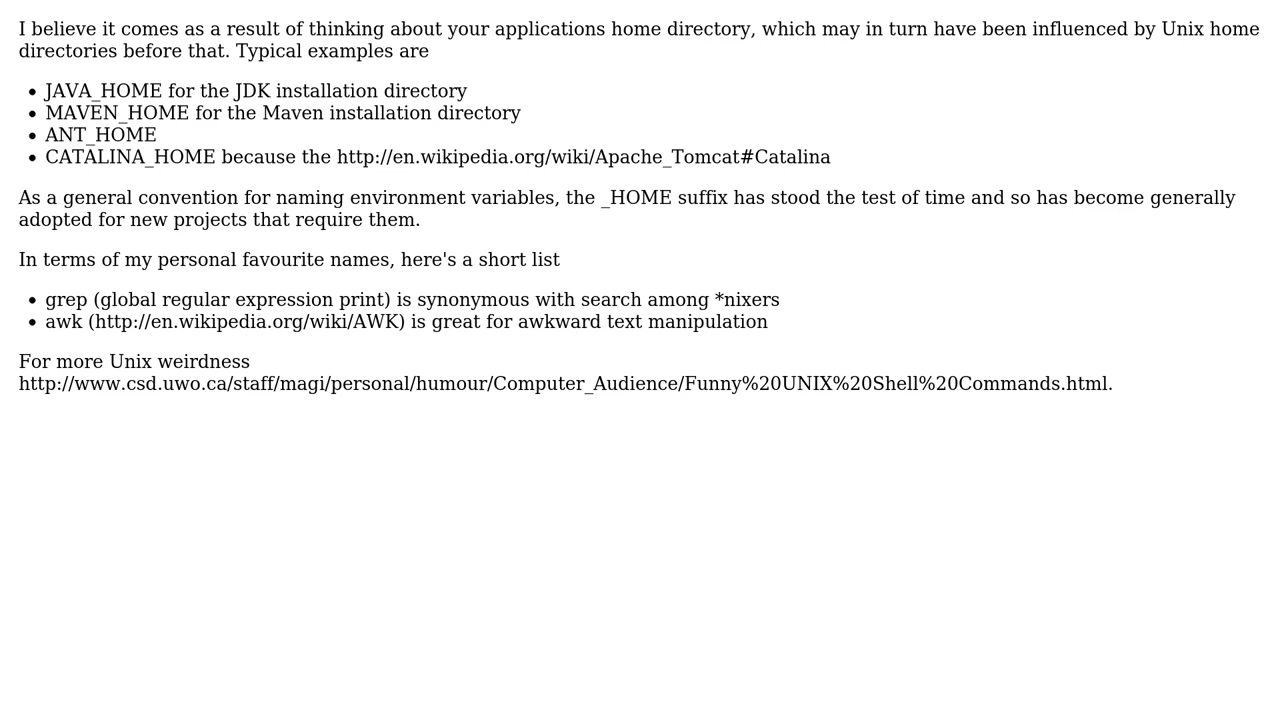 I believe it comes as a result of thinking about your applications home directory, which may in turn have been influenced by Unix home
directories before that. Typical examples are
• JAVA_HOME for the JDK installation directory
• MAVEN_HOME for the Maven installation directory
• ANT_HOME
• CATALINA_HOME because the http://en.wikipedia.org/wiki/Apache_Tomcat#Catalina
As a general convention for naming environment variables, the _HOME suffix has stood the test of time and so has become generally
adopted for new projects that require them.
In terms of my personal favourite names, here's a short list
• grep (global regular expression print) is synonymous with search among *nixers
• awk (http://en.wikipedia.org/wiki/AWK) is great for awkward text manipulation
For more Unix weirdness
http://www.csd.uwo.ca/staff/magi/personal/humour/Computer_Audience/Funny%20UNIX%20Shell%20Commands.html.